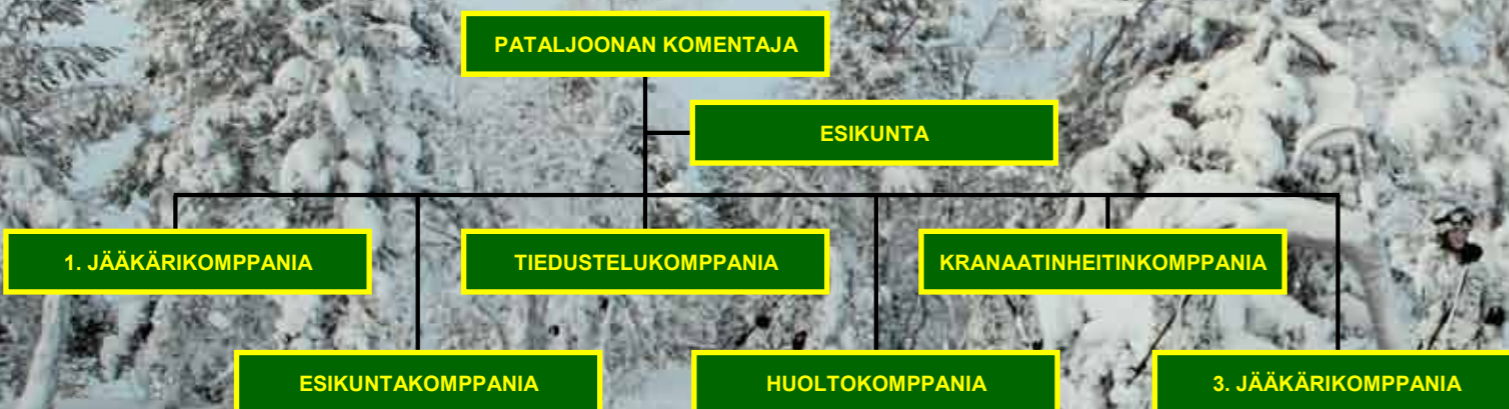 PATALJOONAN KOMENTAJA
ESIKUNTA
1. JÄÄKÄRIKOMPPANIA
TIEDUSTELUKOMPPANIA
KRANAATINHEITINKOMPPANIA
ESIKUNTAKOMPPANIA
HUOLTOKOMPPANIA
3. JÄÄKÄRIKOMPPANIA